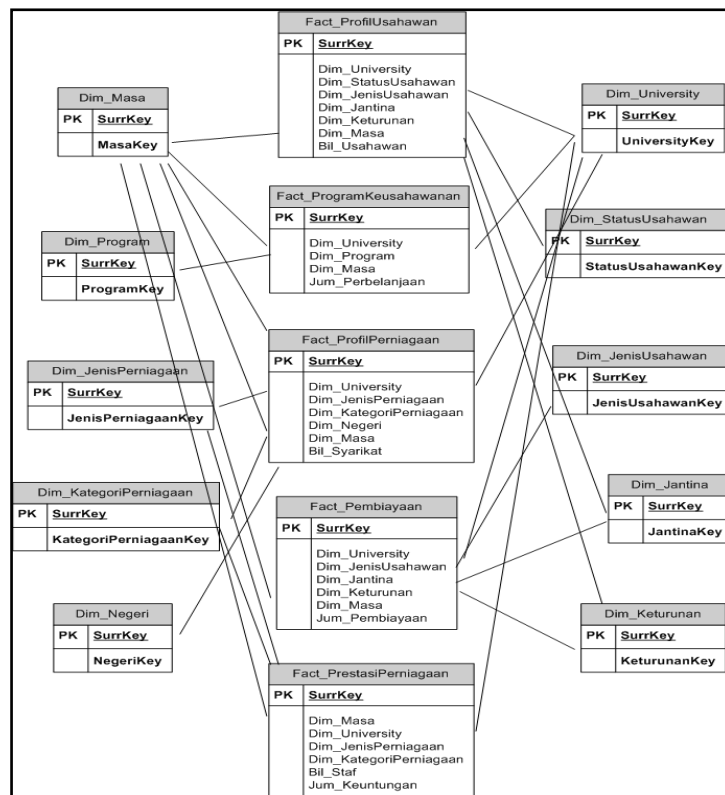 Fact_ProfilUsahawan
PK SurrKey
Dim_University
Dim_StatusUsahawan
Dim_JenisUsahawan
Dim_Jantina
Dim_Keturunan
Dim_Masa
Bil_Usahawan
Dim_Masa
PK SurrKey
MasaKey
Dim_University
PK SurrKey
UniversityKey
Fact_ProgramKeusahawanan
PK SurrKey
Dim_University
Dim_Program
Dim_Masa
Jum_Perbelanjaan
Dim_Program
PK SurrKey
ProgramKey
Dim_StatusUsahawan
PK SurrKey
StatusUsahawanKey
Fact_ProfilPerniagaan
PK SurrKey
Dim_University
Dim_JenisPerniagaan
Dim_KategoriPerniagaan
Dim_Negeri
Dim_Masa
Bil_Syarikat
Dim_JenisPerniagaan
PK SurrKey
JenisPerniagaanKey
Dim_JenisUsahawan
PK SurrKey
JenisUsahawanKey
Dim_KategoriPerniagaan
PK SurrKey
KategoriPerniagaanKey
Fact_Pembiayaan
PK SurrKey
Dim_University
Dim_JenisUsahawan
Dim_Jantina
Dim_Keturunan
Dim_Masa
Jum_Pembiayaan
Dim_Jantina
PK SurrKey
JantinaKey
Dim_Negeri
PK SurrKey
NegeriKey
Dim_Keturunan
PK SurrKey
KeturunanKey
Fact_PrestasiPerniagaan
PK SurrKey
Dim_Masa
Dim_University
Dim_JenisPerniagaan
Dim_KategoriPerniagaan
Bil_Staf
Jum_Keuntungan